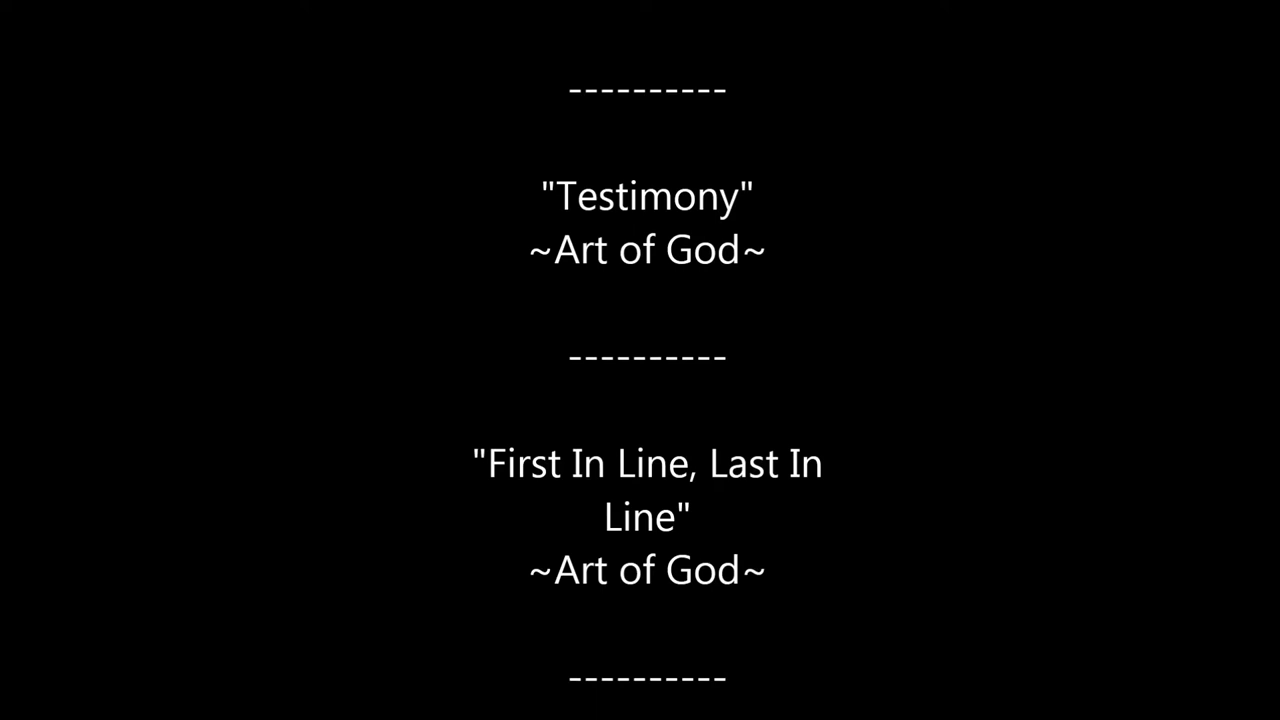 ----------
"Testimony"
~Art of God~
----------
"First In Line, Last In
Line"
~Art of God~
----------